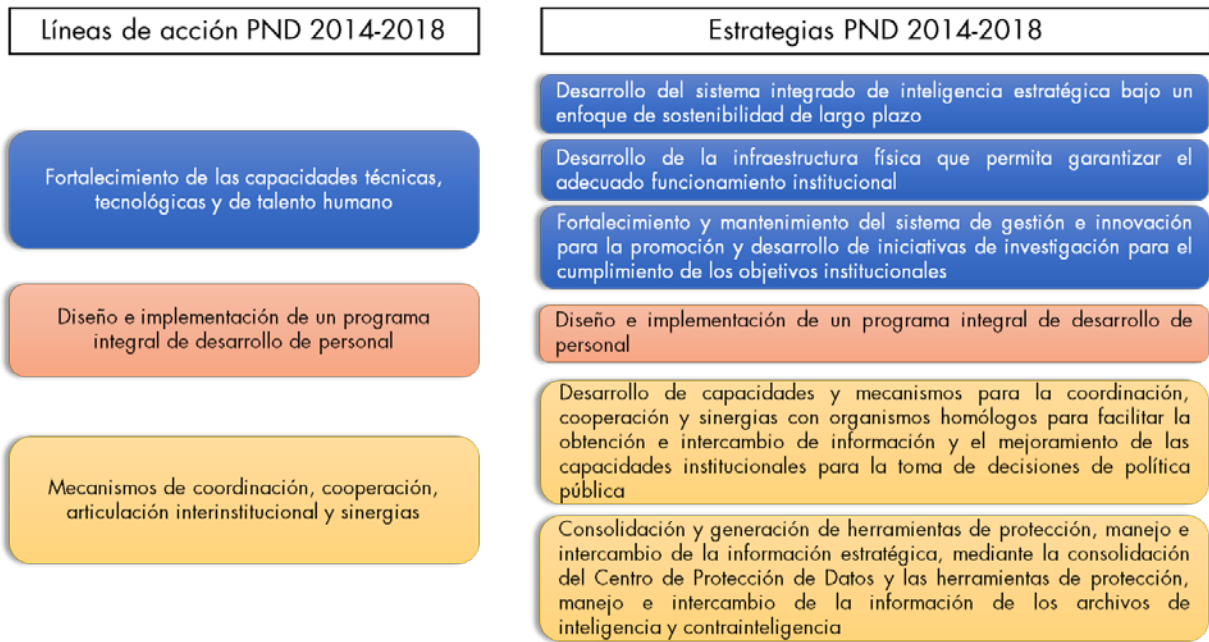 Líneas de acción PND 2014-2018
Fortalecimiento de las capacidades técnicas,
tecnológicas y de talento humano
Diseño e implementación de un programa
integral de desarrollo de personal
Mecanismos de coordinación, cooperación,
articulación interinstitucional y sinergias
Estrategias PND 2014-2018
Desarrollo del sistema integrado de inteligencia estratégica bajo un
enfoque de sostenibilidad de largo plazo
Desarrollo de la infraestructura física que permita garantizar el
adecuado funcionamiento institucional
Fortalecimiento y mantenimiento del sistema de gestión e innovación
para la promoción y desarrollo de iniciativas de investigación para el
cumplimiento de los objetivos institucionales
Diseño e implementación de un programa integral de desarrollo de
personal
Desarrollo de capacidades y mecanismos para la coordinación,
cooperación y sinergias con organismos homólogos para facilitar la
obtención e intercambio de información y el mejoramiento de las
capacidades institucionales para la toma de decisiones de política
pública
Consolidación y generación de herramientas de protección, manejo e
intercambio de la información estratégica, mediante la consolidación
del Centro de Protección de Datos y las herramientas de protección,
manejo e intercambio de la información de los archivos de
inteligencia y contrainteligencia